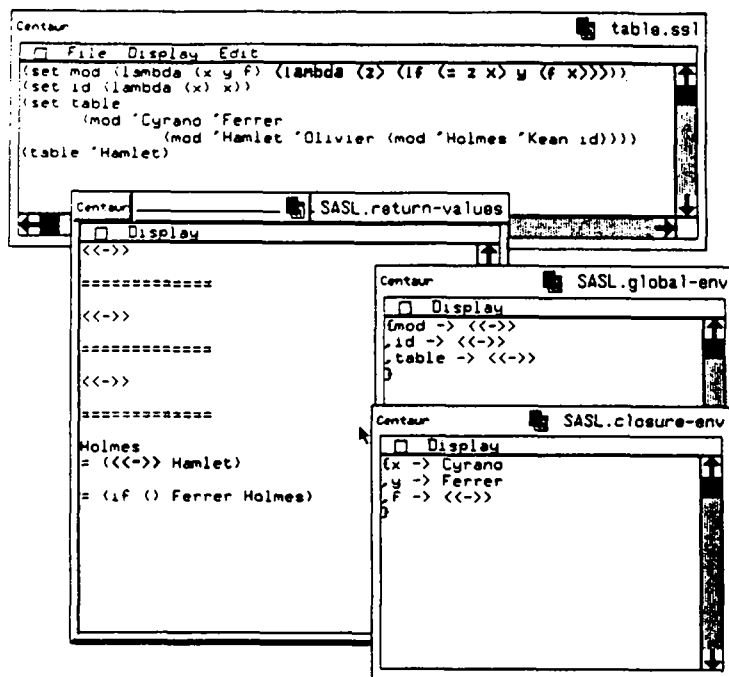 Centaur table.ssl
File Display Edit
(set mod (lambda (x y f) (lambda (z) (if (= z x) y (f x)))))
(set id (lambda (x) x))
(set table
(mod 'Cyrano 'Ferrer
(mod 'Hamlet 'Olivier (mod 'Holmes 'Kean id))))
(table 'Hamlet)
Centaur SASL.return-values
Display
<<->>
=============
<<->>
=============
<<->>
=============
Holmes
= (<<->> Hamlet)
= (if () Ferrer Holmes)
Centaur SASL.global-env
Display
{mod -> <<->>
,id -> <<->>
,table -> <<->>
}
Centaur SASL.closure-env
Display
{x -> Cyrano
,y -> Ferrer
,f -> <<->>
}